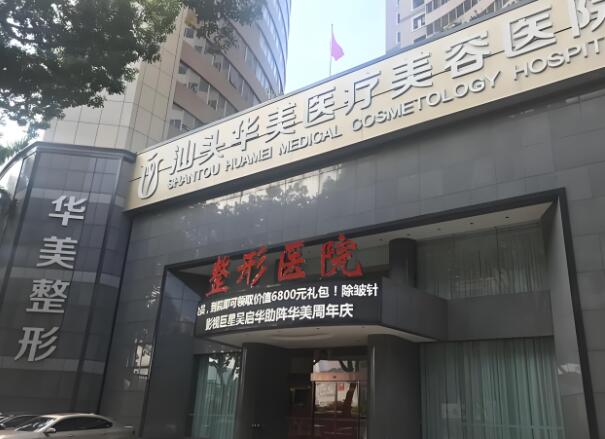 汕头华美医疗美容医院
SHANTOU HUAMEI MEDICAL COSMETOLOGY HOSPIT
华美整形
整形医院
到院即可领取价值6800元礼包！除皱针
影视巨星吴启华助阵华美周年庆